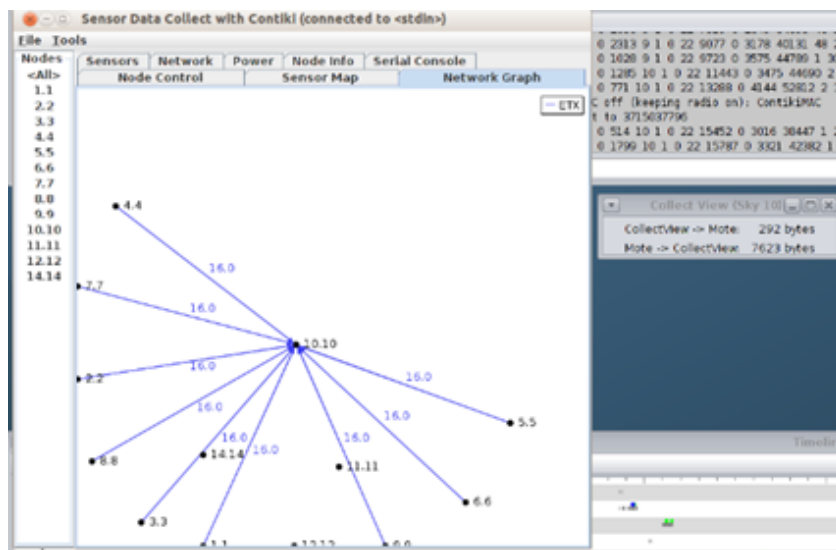 Sensor Data Collect with Contiki (connected to <stdin>)
File Tools
Nodes
<All>
1.1
2.2
3.3
4.4
5.5
6.6
7.7
8.8
9.9
10.10
11.11
12.12
14.14
Sensors Network Power Node Info Serial Console
Node Control Sensor Map Network Graph
ETX
4.4
16.0
7.7
16.0
10.10
2.2
16.0
16.0
16.0
5.5
16.0
14.14
16.0
16.0
16.0
8.8
11.11
6.6
3.3
1.1
12.12
0 2313 9 1 0 22 9077 0 3178 40131 48
0 1028 9 1 0 22 9723 0 3575 44789 1
0 1285 10 1 0 22 11443 0 3475 44690 2
0 771 10 1 0 22 13288 0 4144 52812 2
C off (keeping radio on): ContikiMAC
t to 3715037796
0 514 10 1 0 22 15452 0 3016 38447 1
0 1799 10 1 0 22 15787 0 3321 42382 1
Collect View (Sky 10)
CollectView -> Mote: 292 bytes
Mote -> CollectView: 7623 bytes